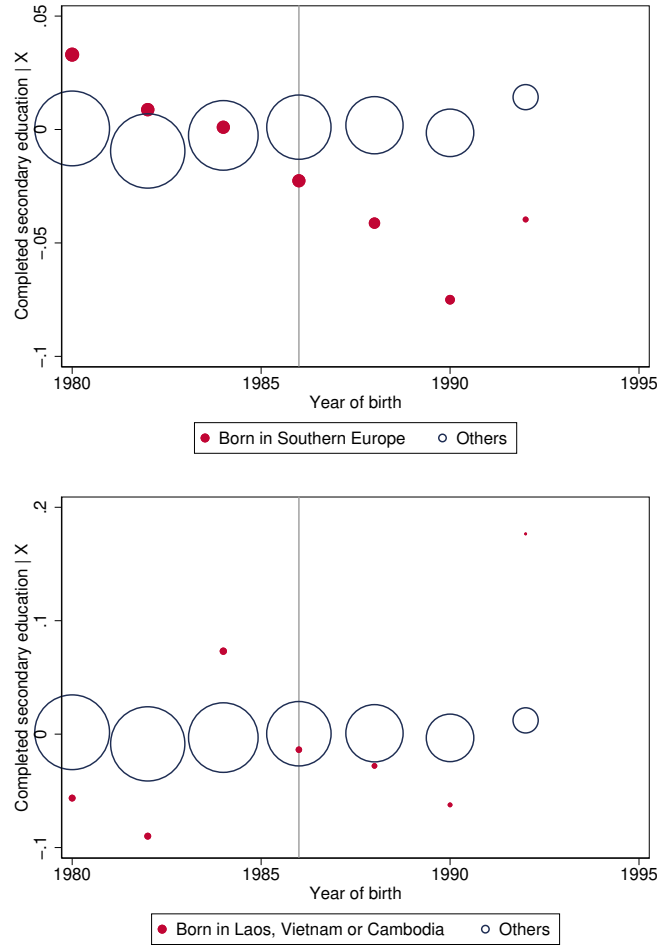 Completed secondary education | X
.05
0
-.05
-.1
1980 1985 1990 1995
Year of birth
Born in Southern Europe Others
Completed secondary education | X
.2
.1
0
-.1
1980 1985 1990 1995
Year of birth
Born in Laos, Vietnam or Cambodia Others